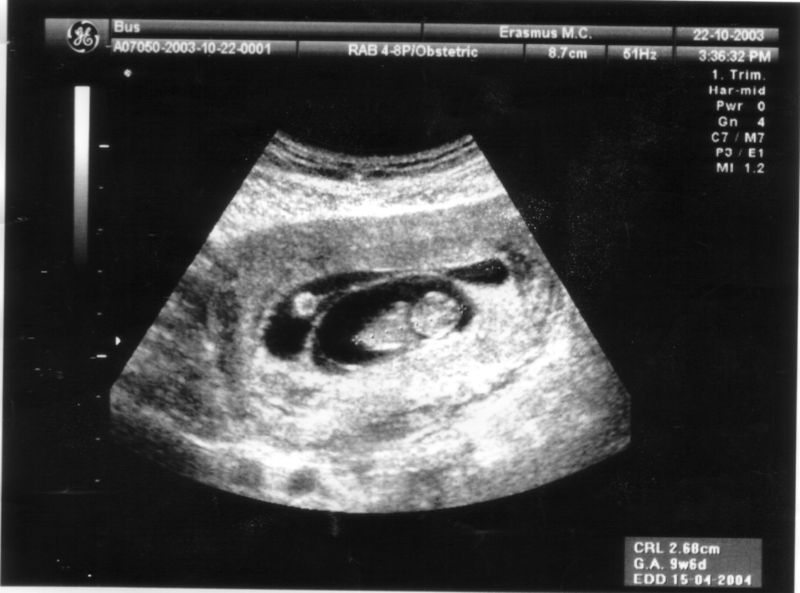 GE
Bus
Erasmus M.C.
22-10-2003
A07050-2003-10-22-0001
RAB 4-8P/Obstetric
8.7cm
51Hz
3:36:32 PM
1. Trim.
Har-mid
Pwr 0
Gn 4
C7 / M7
P3 / E1
MI 1.2
CRL 2.68cm
G.A. 9w6d
EDD 15-04-2004